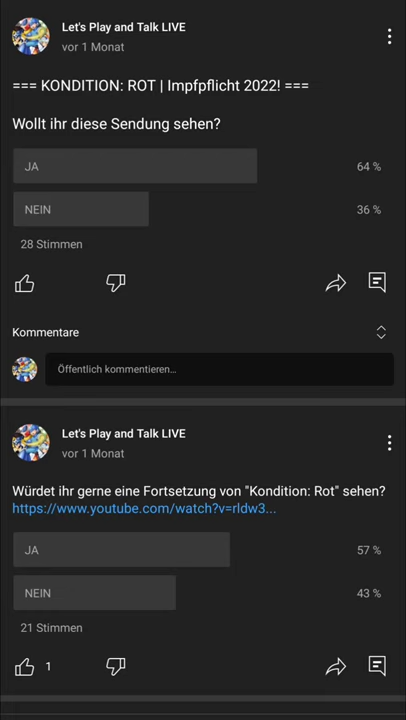 Let's Play and Talk LIVE
vor 1 Monat
=== KONDITION: ROT | Impfpflicht 2022! ===
Wollt ihr diese Sendung sehen?
JA 64 %
NEIN 36 %
28 Stimmen
Kommentare
Öffentlich kommentieren...
Let's Play and Talk LIVE
vor 1 Monat
Würdet ihr gerne eine Fortsetzung von "Kondition: Rot" sehen?
https://www.youtube.com/watch?v=rldw3...
JA 57 %
NEIN 43 %
21 Stimmen
1